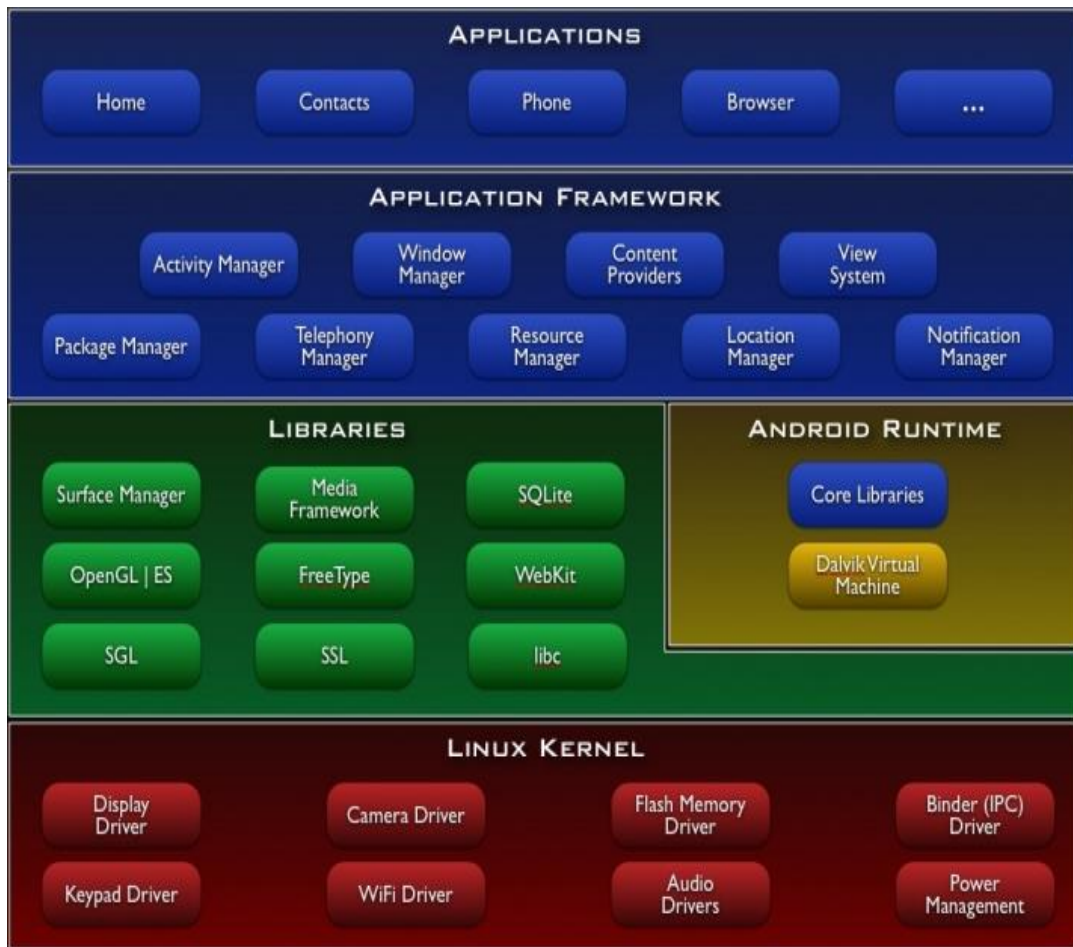 APPLICATIONS
Home
Contacts
Phone
Browser
...
APPLICATION FRAMEWORK
Activity Manager
Window
Manager
Content
Providers
View
System
Package Manager
Telephony
Manager
Resource
Manager
Location
Manager
Notification
Manager
LIBRARIES
Surface Manager
Media
Framework
SQLite
OpenGL | ES
FreeType
WebKit
SGL
SSL
libc
ANDROID RUNTIME
Core Libraries
Dalvik Virtual
Machine
LINUX KERNEL
Display
Driver
Camera Driver
Flash Memory
Driver
Binder (IPC)
Driver
Keypad Driver
WiFi Driver
Audio
Drivers
Power
Management